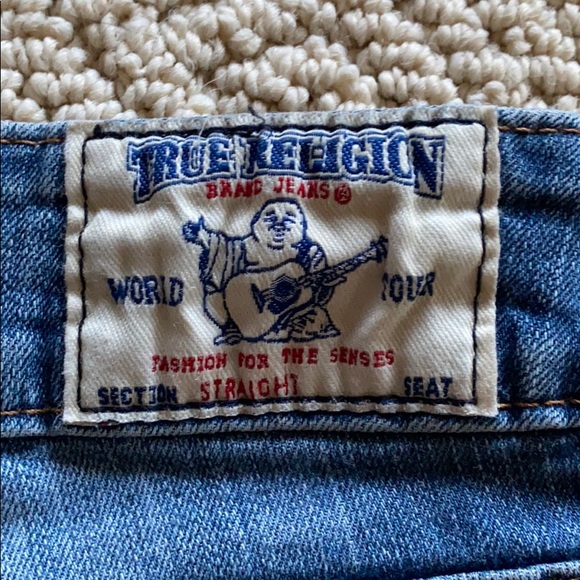 TRUE RELIGION
BRAND JEANS®
WORLD TOUR
FASHION FOR THE SENSES
SECTION STRAIGHT SEAT